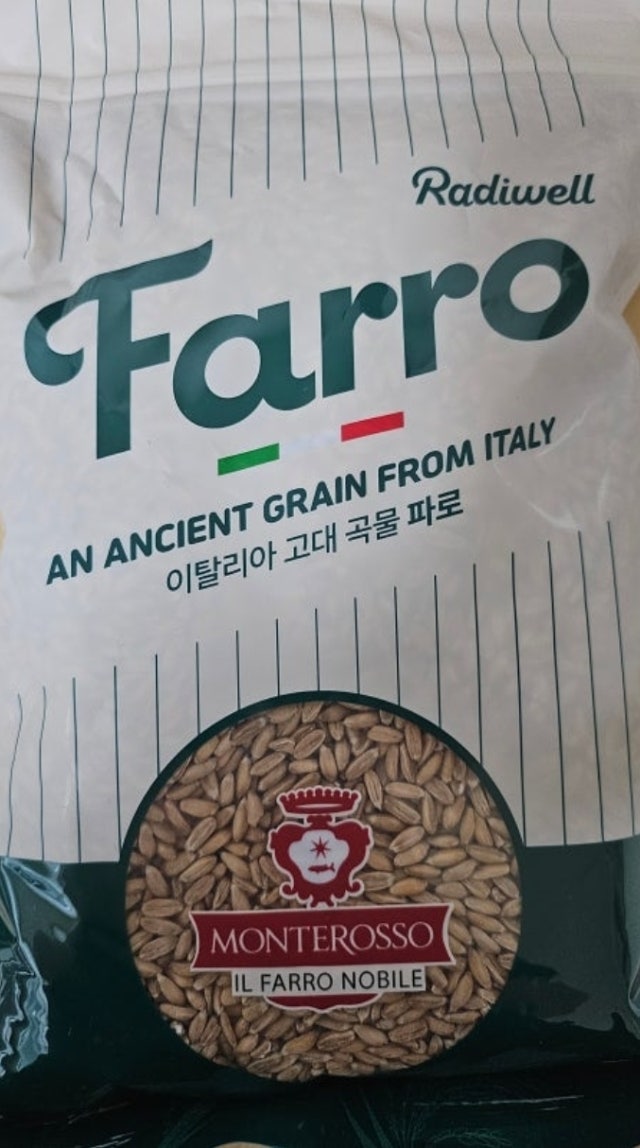 Radiwell
Farro
AN ANCIENT GRAIN FROM ITALY
이탈리아 고대 곡물 파로
MONTEROSSO
IL FARRO NOBILE